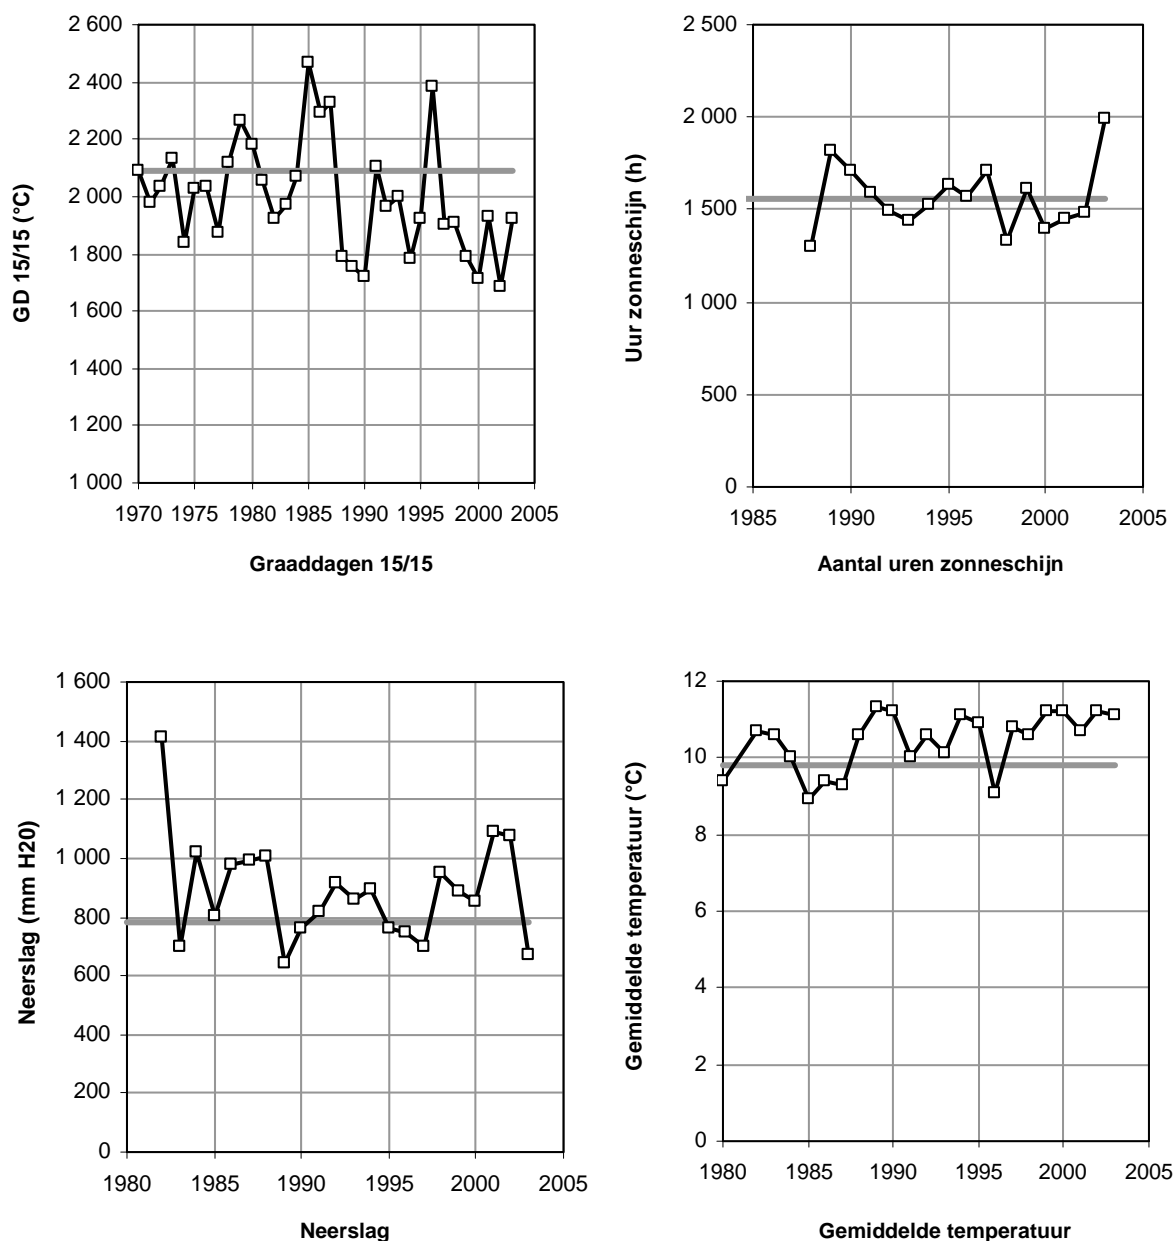 GD 15/15 (°C)
2 600
2 400
2 200
2 000
1 800
1 600
1 400
1 200
1 000
1970 1975 1980 1985 1990 1995 2000 2005
Graaddagen 15/15
Uur zonneschijn (h)
2 500
2 000
1 500
1 000
500
0
1985 1990 1995 2000 2005
Aantal uren zonneschijn
Neerslag (mm H20)
1 600
1 400
1 200
1 000
800
600
400
200
0
1980 1985 1990 1995 2000 2005
Neerslag
Gemiddelde temperatuur (°C)
12
10
8
6
4
2
0
1980 1985 1990 1995 2000 2005
Gemiddelde temperatuur